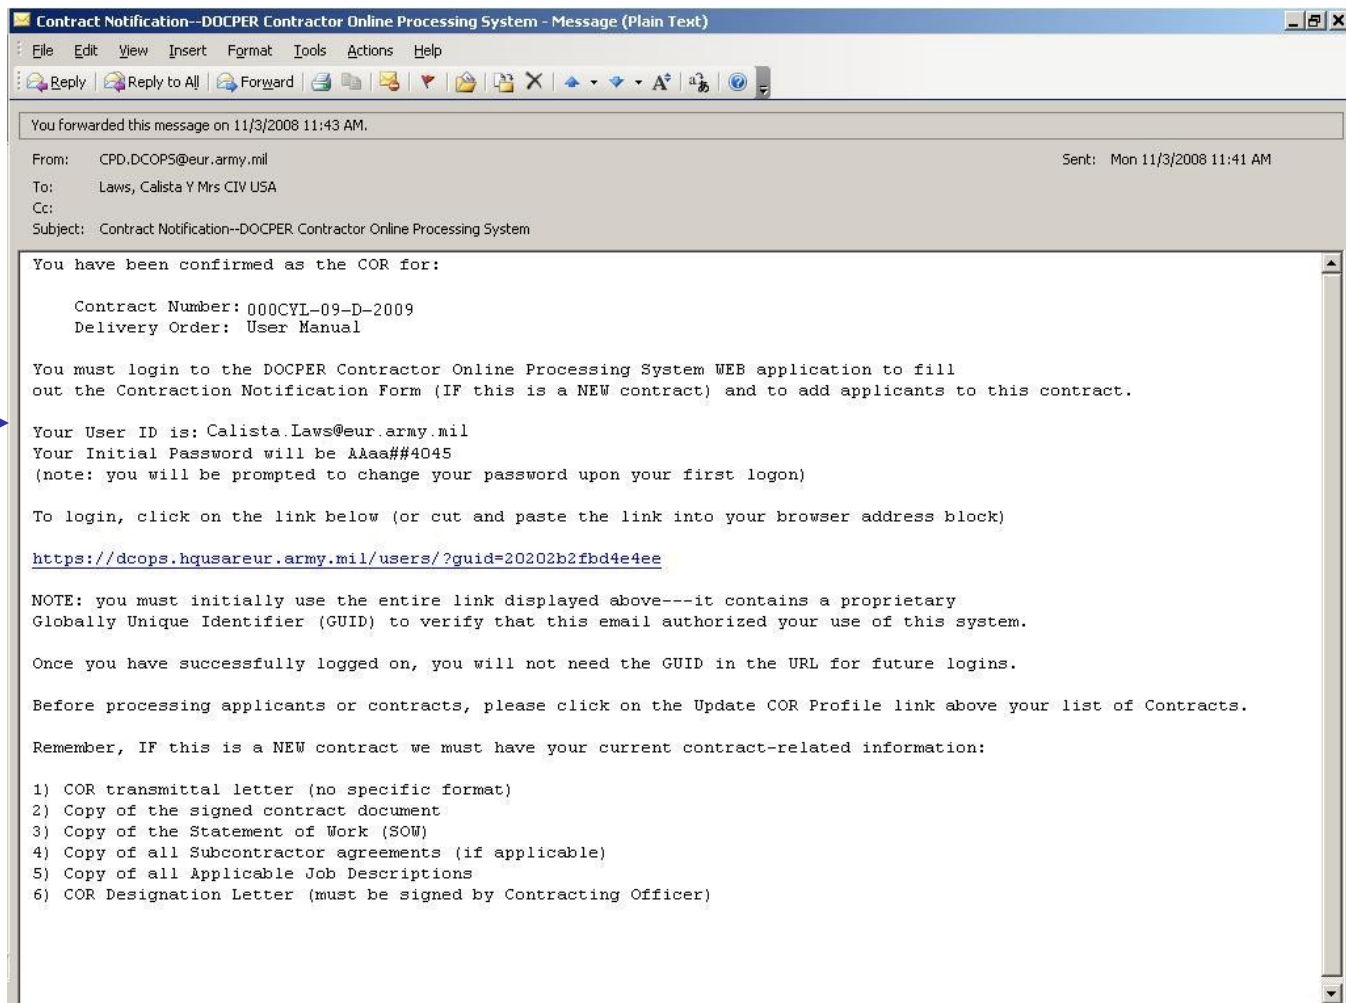 Contract Notification--DOCPER Contractor Online Processing System - Message (Plain Text)
File Edit View Insert Format Tools Actions Help
Reply Reply to All Forward
You forwarded this message on 11/3/2008 11:43 AM.
From: CPD.DCOPS@eur.army.mil Sent: Mon 11/3/2008 11:41 AM
To: Laws, Calista Y Mrs CIV USA
Cc:
Subject: Contract Notification--DOCPER Contractor Online Processing System
You have been confirmed as the COR for:
Contract Number: 000CYL-09-D-2009
Delivery Order: User Manual
You must login to the DOCPER Contractor Online Processing System WEB application to fill
out the Contraction Notification Form (IF this is a NEW contract) and to add applicants to this contract.
Your User ID is: Calista.Laws@eur.army.mil
Your Initial Password will be AAaa##4045
(note: you will be prompted to change your password upon your first logon)
To login, click on the link below (or cut and paste the link into your browser address block)
https://dcops.hqusareur.army.mil/users/?guid=20202b2fbd4e4ee
NOTE: you must initially use the entire link displayed above---it contains a proprietary
Globally Unique Identifier (GUID) to verify that this email authorized your use of this system.
Once you have successfully logged on, you will not need the GUID in the URL for future logins.
Before processing applicants or contracts, please click on the Update COR Profile link above your list of Contracts.
Remember, IF this is a NEW contract we must have your current contract-related information:
1) COR transmittal letter (no specific format)
2) Copy of the signed contract document
3) Copy of the Statement of Work (SOW)
4) Copy of all Subcontractor agreements (if applicable)
5) Copy of all Applicable Job Descriptions
6) COR Designation Letter (must be signed by Contracting Officer)